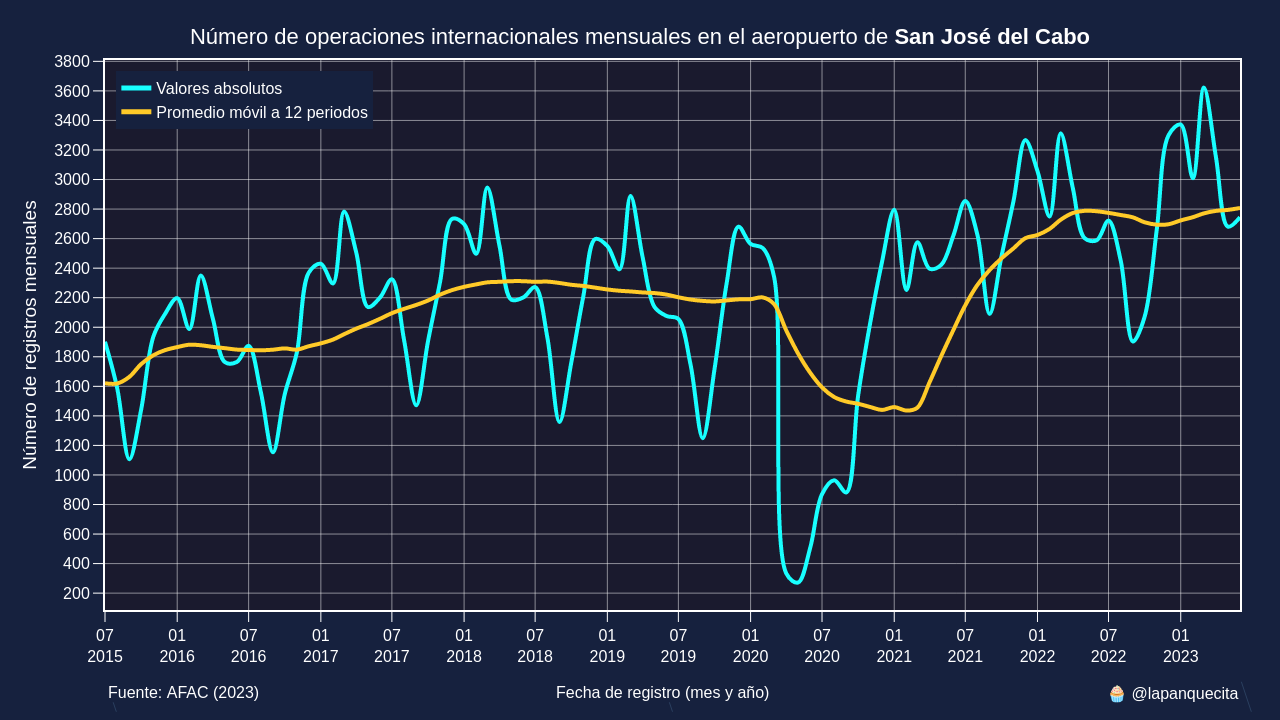 Número de operaciones internacionales mensuales en el aeropuerto de San José del Cabo
Valores absolutos
Promedio móvil a 12 periodos
Número de registros mensuales
3800
3600
3400
3200
3000
2800
2600
2400
2200
2000
1800
1600
1400
1200
1000
800
600
400
200
07 01 07 01 07 01 07 01 07 01 07 01 07 01 07 01
2015 2016 2016 2017 2017 2018 2018 2019 2019 2020 2020 2021 2021 2022 2022 2023
Fuente: AFAC (2023)
Fecha de registro (mes y año)
🧁 @lapanquecita